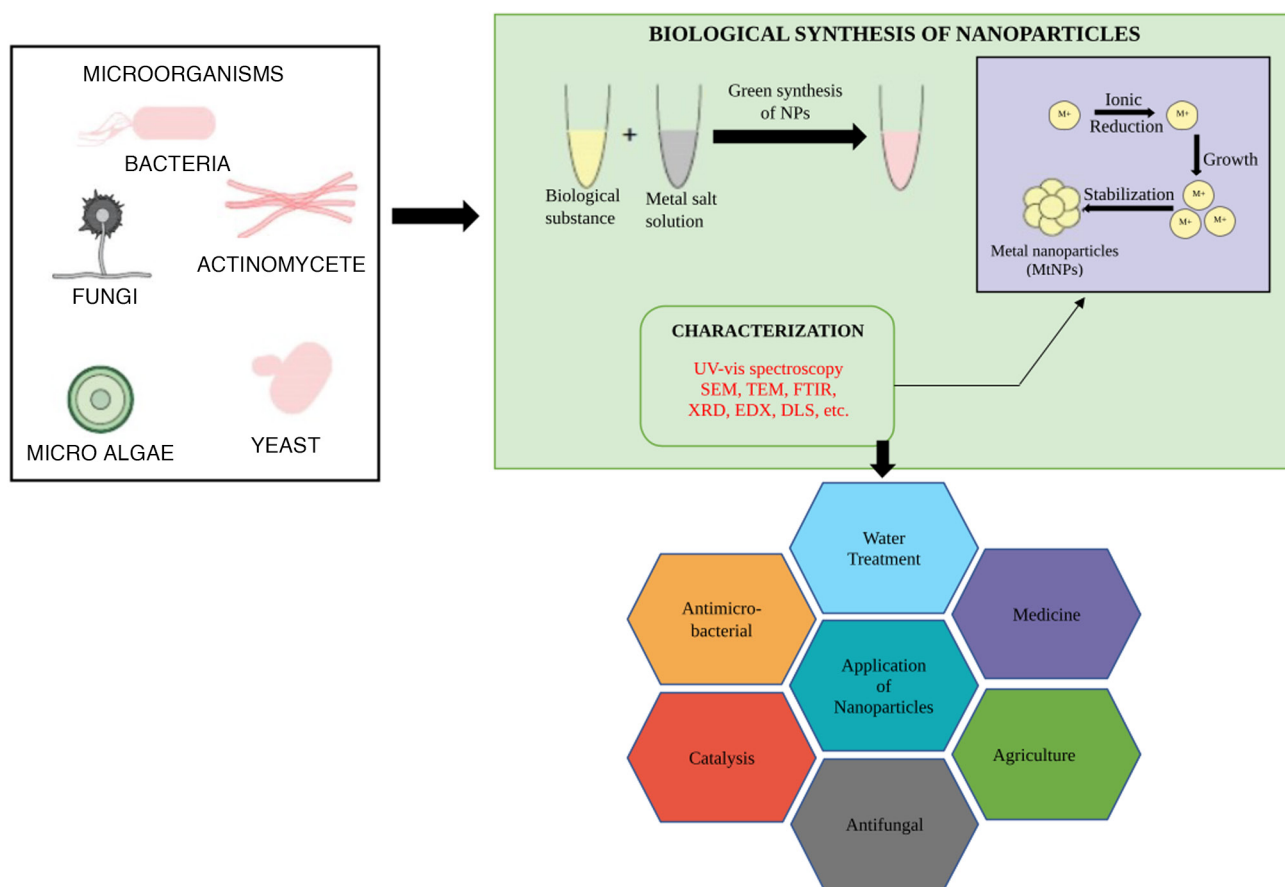 MICROORGANISMS
BACTERIA
ACTINOMYCETE
FUNGI
MICRO ALGAE
YEAST
BIOLOGICAL SYNTHESIS OF NANOPARTICLES
Green synthesis
of NPs
+
Biological
substance
Metal salt
solution
M+
Ionic
Reduction
M+
Growth
M+
M+
M+
Stabilization
Metal nanoparticles
(MtNPs)
CHARACTERIZATION
UV-vis spectroscopy
SEM, TEM, FTIR,
XRD, EDX, DLS, etc.
Water
Treatment
Antimicro-
bacterial
Medicine
Application
of
Nanoparticles
Catalysis
Agriculture
Antifungal